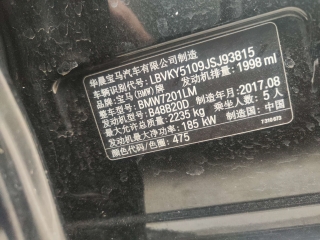 华晨宝马汽车有限公司制造
车辆识别代号: LBVKY5109JSJ93815
品牌: 宝马(BMW)牌 发动机排量: 1998 ml
整车型号: BMW7201LM
发动机型号: B48B20D 制造年月: 2017.08
最大允许总质量: 2235 kg 乘坐人数: 5 人
发动机最大净功率: 185 kW 制造国: 中国
颜色代码/色圈: 475